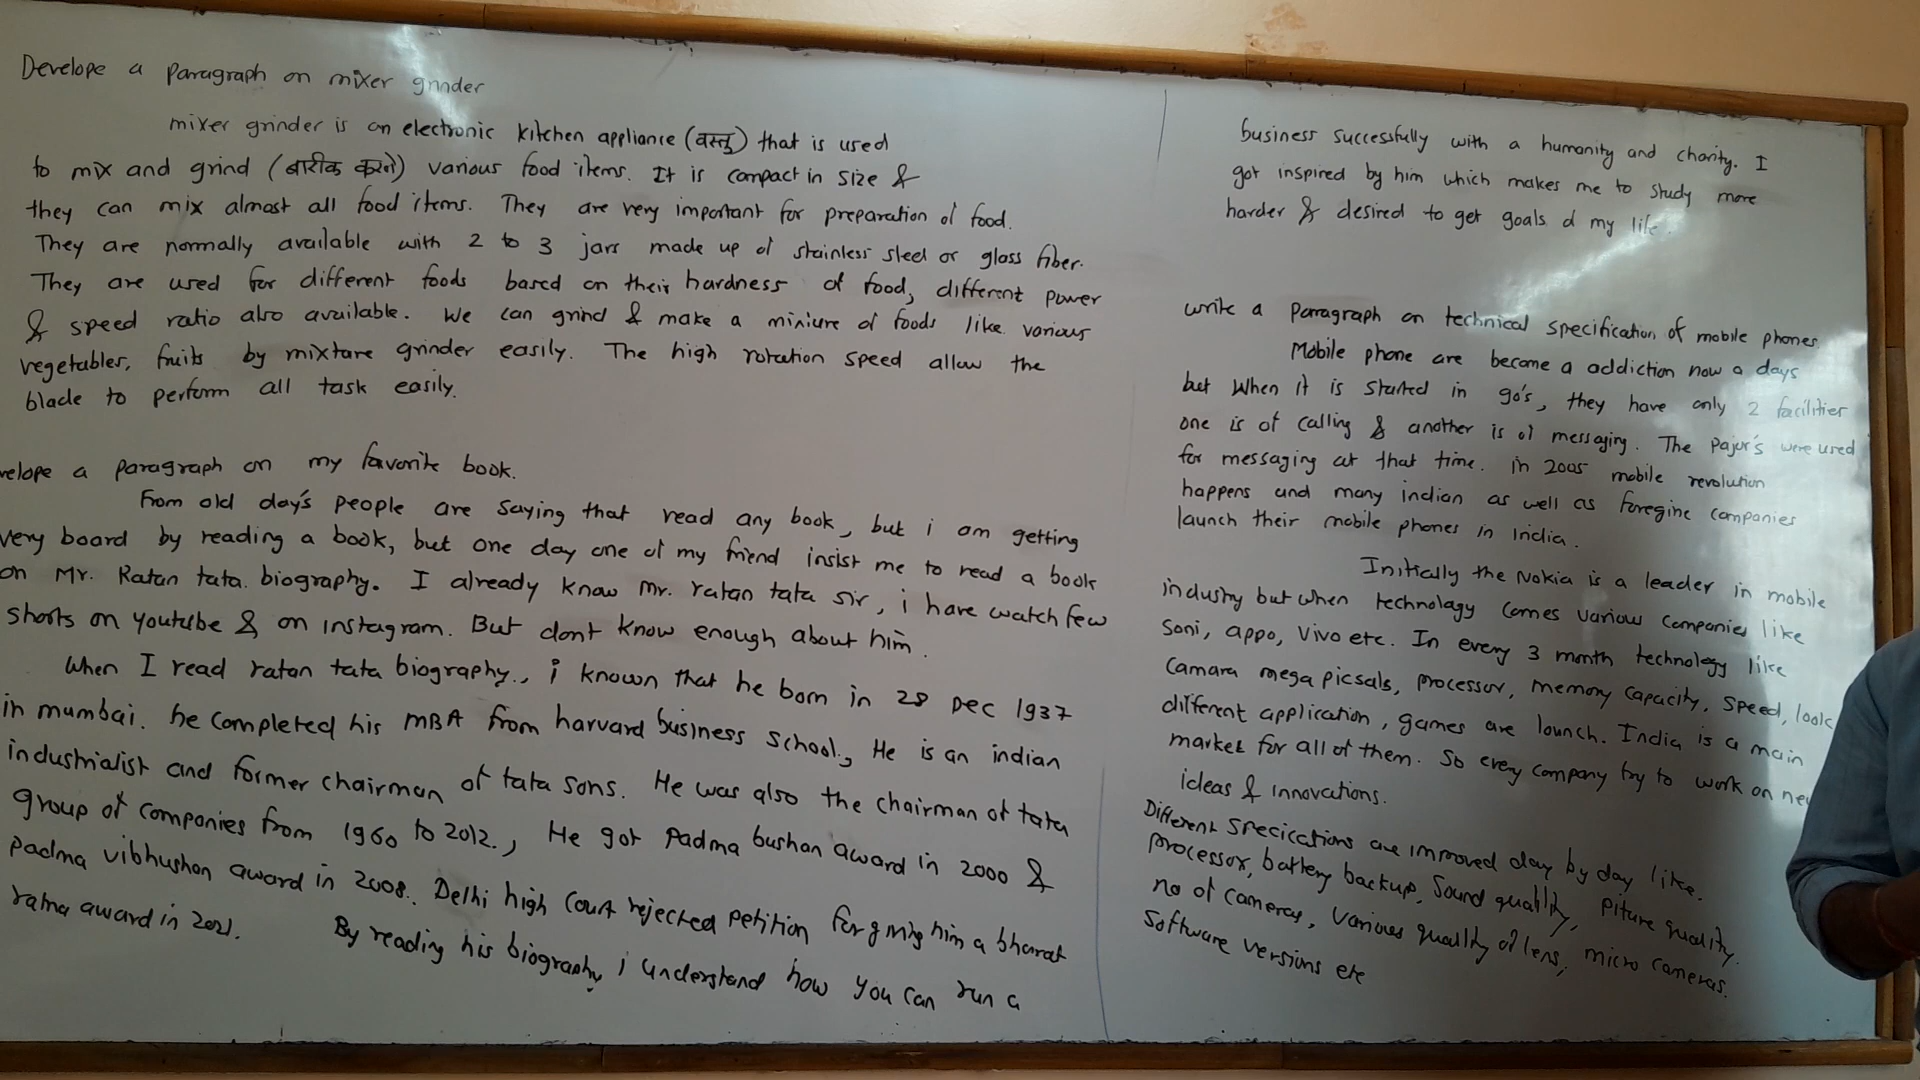 Develope a paragraph on mixer grinder
mixer grinder is an electronic kitchen appliance (वस्तू) that is used
to mix and grind (बारीक करणे) various food items. It is compact in size &
they can mix almost all food items. They are very important for preparation of food.
They are normally available with 2 to 3 jars made up of stainless steel or glass fiber.
They are used for different foods based on their hardness of food, different power
& speed ratio also available. We can grind & make a mixiure of foods like various
vegetables, fruits by mixtare grinder easily. The high rotation speed allow the
blade to perform all task easily.
velope a paragraph on my favorite book.
From old day's people are saying that read any book, but i am getting
very board by reading a book, but one day one of my friend insist me to read a book
on Mr. Ratan tata biography. I already know mr. ratan tata sir, i have watch few
shorts on youtube & on instagram. But dont know enough about him.
When I read ratan tata biography., i known that he born in 28 Dec 1937
in mumbai. he completed his MBA from harvard business school., He is an indian
industrialist and former chairman of tata sons. He was also the chairman of tata
group of companies from 1960 to 2012., He got Padma bushan award in 2000 &
padma vibhushan award in 2008. Delhi high court rejected petition for giving him a bharat
ratna award in 2021.
By reading his biography i understand how you can run a
business successfully with a humanity and charity. I
got inspired by him which makes me to study more
harder & desired to get goals of my life.
write a paragraph on technical specification of mobile phones.
Mobile phone are become a addiction now a days
but when it is started in 90's, they have only 2 facilities
one is of calling & another is of messaging. The Pajer's were used
for messaging at that time. in 2005 mobile revolution
happens and many indian as well as foregine companies
launch their mobile phones in India.
Initially the Nokia is a leader in mobile
industry but when technology comes various companies like
Soni, appo, vivo etc. In every 3 month technology like
camara mega picsals, processor, memory capacity, speed, look
different application, games are lounch. India is a main
market for all of them. So every company try to work on new
ideas & innovations.
Different specicctions are improved day by day like.
processor, battery backup, sound quality, piture quality.
no of cameras, various quality of lens, micro cameras.
software versions etc